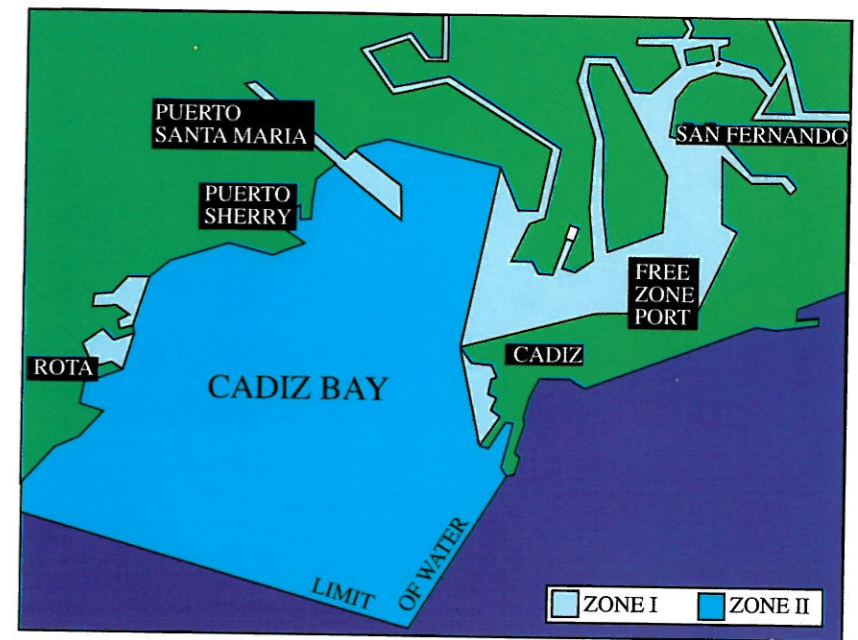 PUERTO
SANTA MARIA
SAN FERNANDO
PUERTO
SHERRY
FREE
ZONE
PORT
CADIZ
ROTA
CADIZ BAY
LIMIT OF WATER
ZONE I
ZONE II